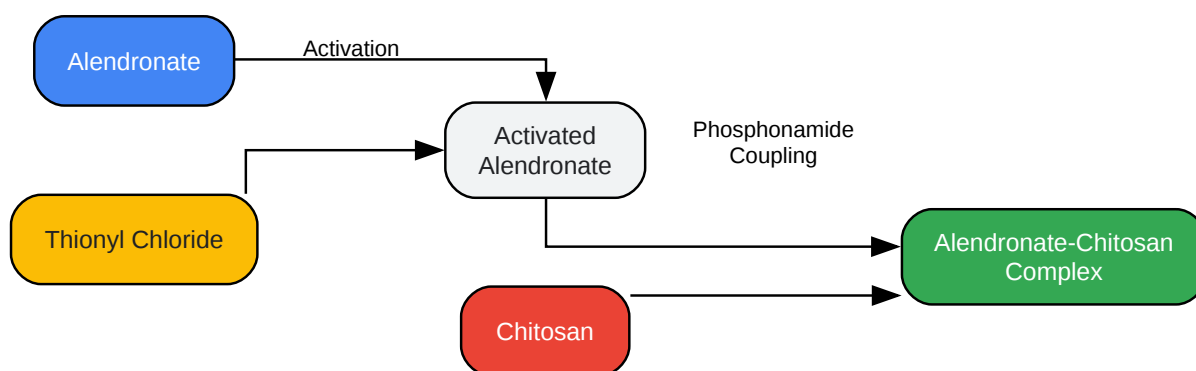 Alendronate
Activation
Activated
Alendronate
Phosphonamide
Coupling
Thionyl Chloride
Alendronate-Chitosan
Complex
Chitosan